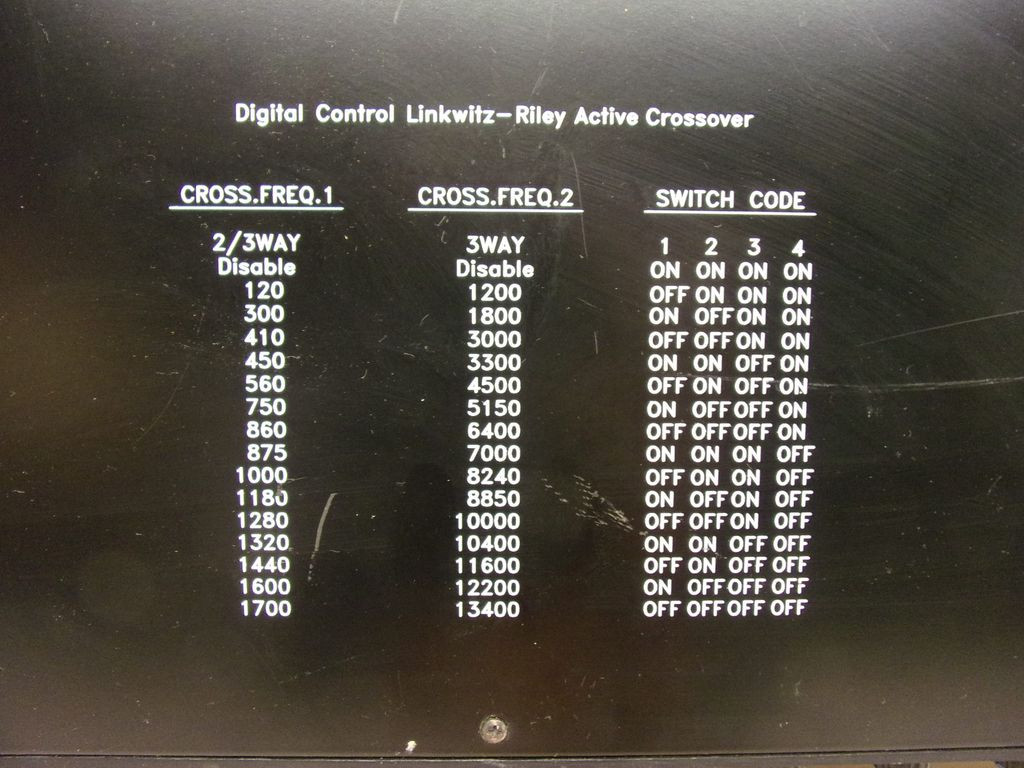 Digital Control Linkwitz-Riley Active Crossover
CROSS.FREQ.1 CROSS.FREQ.2 SWITCH CODE
2/3WAY 3WAY 1 2 3 4
Disable Disable ON ON ON ON
120 1200 OFF ON ON ON
300 1800 ON OFF ON ON
410 3000 OFF OFF ON ON
450 3300 ON ON OFF ON
560 4500 OFF ON OFF ON
750 5150 ON OFF OFF ON
860 6400 OFF OFF OFF ON
875 7000 ON ON ON OFF
1000 8240 OFF ON ON OFF
1180 8850 ON OFF ON OFF
1280 10000 OFF OFF ON OFF
1320 10400 ON ON OFF OFF
1440 11600 OFF ON OFF OFF
1600 12200 ON OFF OFF OFF
1700 13400 OFF OFF OFF OFF